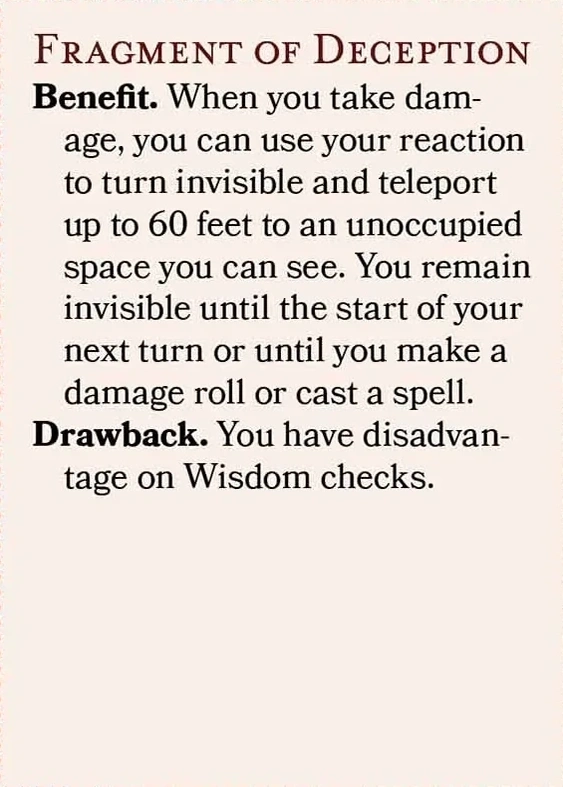 Fragment of Deception
Benefit. When you take dam-
age, you can use your reaction
to turn invisible and teleport
up to 60 feet to an unoccupied
space you can see. You remain
invisible until the start of your
next turn or until you make a
damage roll or cast a spell.
Drawback. You have disadvan-
tage on Wisdom checks.